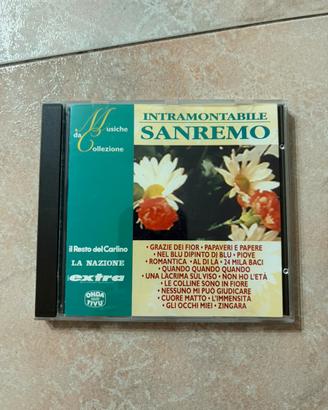 Musiche
da
Collezione
INTRAMONTABILE
SANREMO
il Resto del Carlino
LA NAZIONE
extra
ONDA
TIVÙ
• GRAZIE DEI FIOR • PAPAVERI E PAPERE
• NEL BLU DIPINTO DI BLU • PIOVE
ROMANTICA • AL DI LÀ • 24 MILA BACI
• QUANDO QUANDO QUANDO
UNA LACRIMA SUL VISO • NON HO L'ETÀ
• LE COLLINE SONO IN FIORE
• NESSUNO MI PUÒ GIUDICARE
• CUORE MATTO • L'IMMENSITÀ
• GLI OCCHI MIEI • ZINGARA